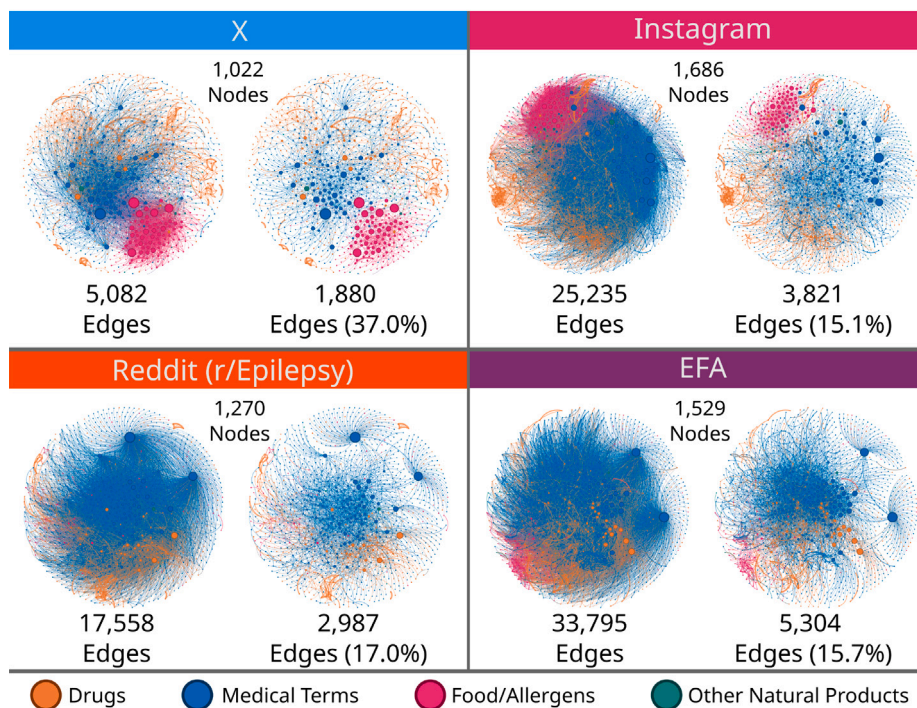 X
Instagram
1,022
Nodes
1,686
Nodes
5,082
Edges
1,880
Edges (37.0%)
25,235
Edges
3,821
Edges (15.1%)
Reddit (r/Epilepsy)
EFA
1,270
Nodes
1,529
Nodes
17,558
Edges
2,987
Edges (17.0%)
33,795
Edges
5,304
Edges (15.7%)
Drugs
Medical Terms
Food/Allergens
Other Natural Products